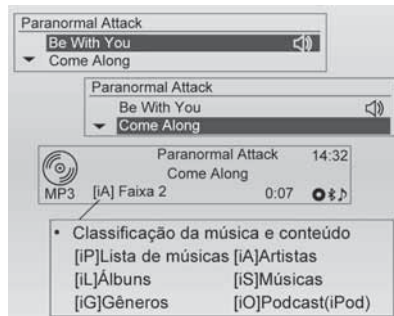 Paranormal Attack
Be With You
Come Along
Paranormal Attack
Be With You
Come Along
Paranormal Attack 14:32
Come Along
MP3 [iA] Faixa 2 0:07
• Classificação da música e conteúdo
[iP]Lista de músicas [iA]Artistas
[iL]Álbuns [iS]Músicas
[iG]Gêneros [iO]Podcast(iPod)